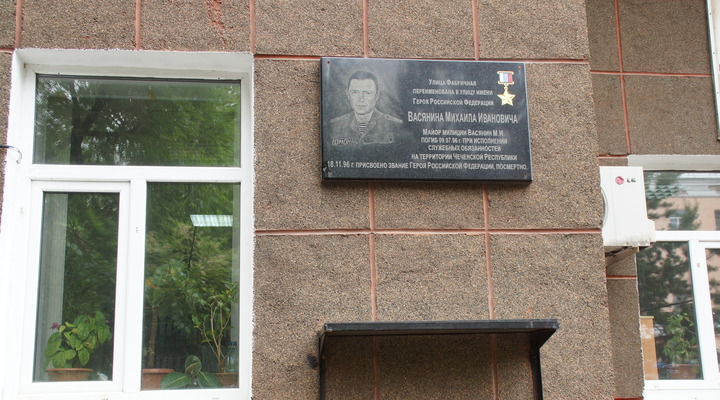 Улица Фабричная
переименована в улицу имени
Героя Российской Федерации
Васянина Михаила Ивановича
Майор милиции Васянин М.И.
погиб 09.07.96 г. при исполнении
служебных обязанностей
на территории Чеченской Республики
18.11.96 г. присвоено звание Героя Российской Федерации, посмертно.
LG